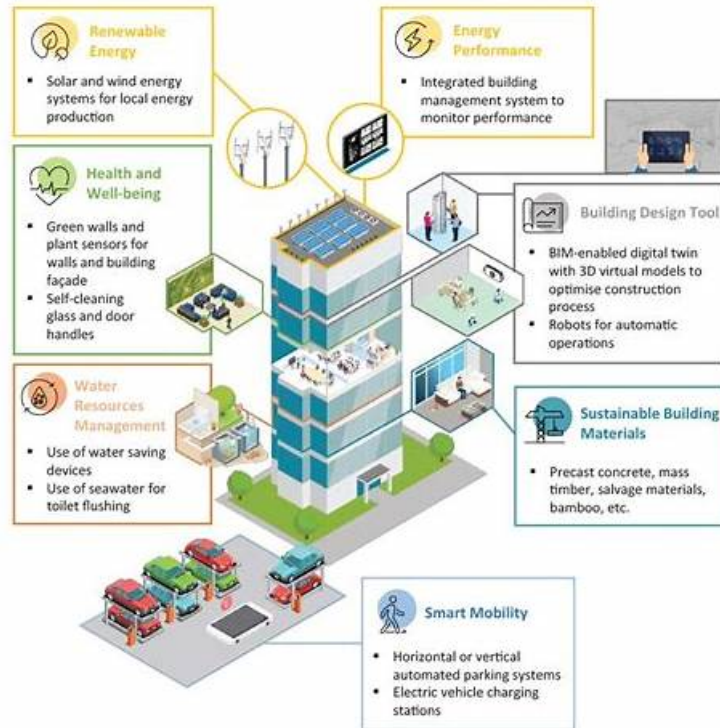 Renewable
Energy
▪ Solar and wind energy
systems for local energy
production
Energy
Performance
▪ Integrated building
management system to
monitor performance
Health and
Well-being
▪ Green walls and
plant sensors for
walls and building
façade
▪ Self-cleaning
glass and door
handles
Building Design Tool
▪ BIM-enabled digital twin
with 3D virtual models to
optimise construction
process
▪ Robots for automatic
operations
Water
Resources
Management
▪ Use of water saving
devices
▪ Use of seawater for
toilet flushing
Sustainable Building
Materials
▪ Precast concrete, mass
timber, salvage materials,
bamboo, etc.
Smart Mobility
▪ Horizontal or vertical
automated parking systems
▪ Electric vehicle charging
stations